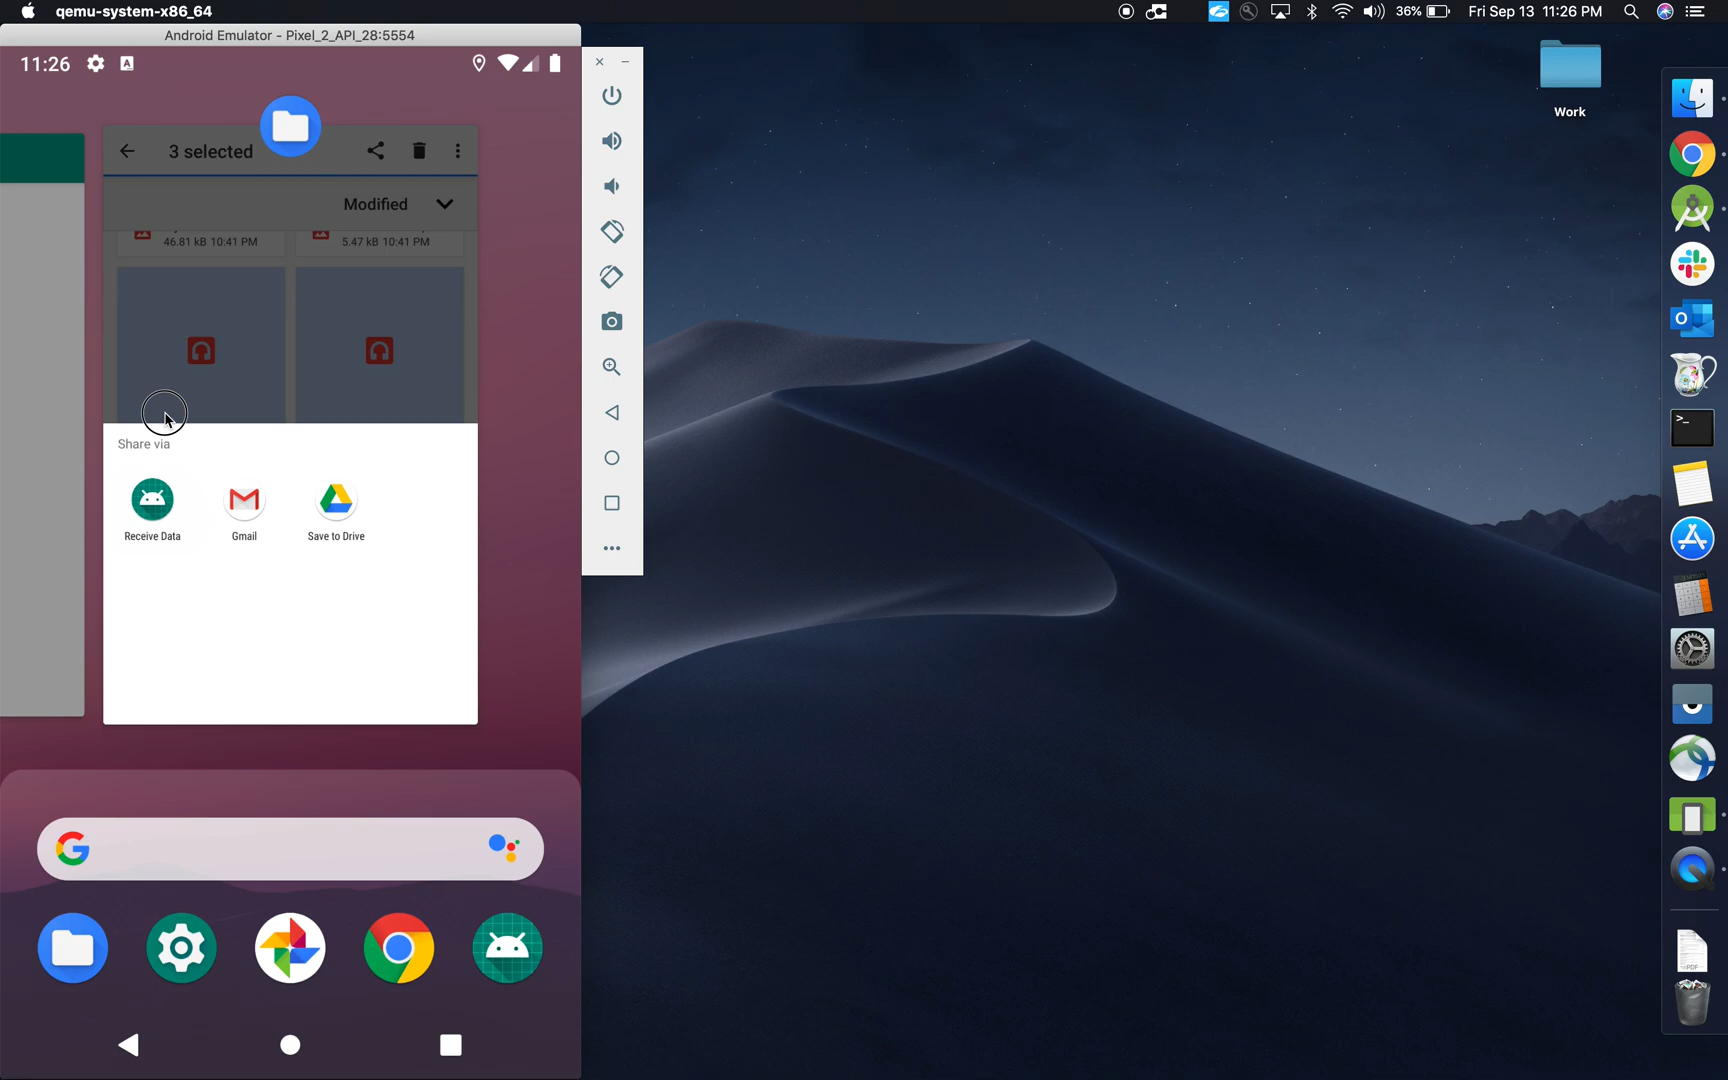 qemu-system-x86_64
36%
Fri Sep 13 11:26 PM
Android Emulator - Pixel_2_API_28:5554
11:26
A
Work
3 selected
Modified
46.81 kB 10:41 PM
5.47 kB 10:41 PM
Share via
Receive Data
Gmail
Save to Drive
PDF